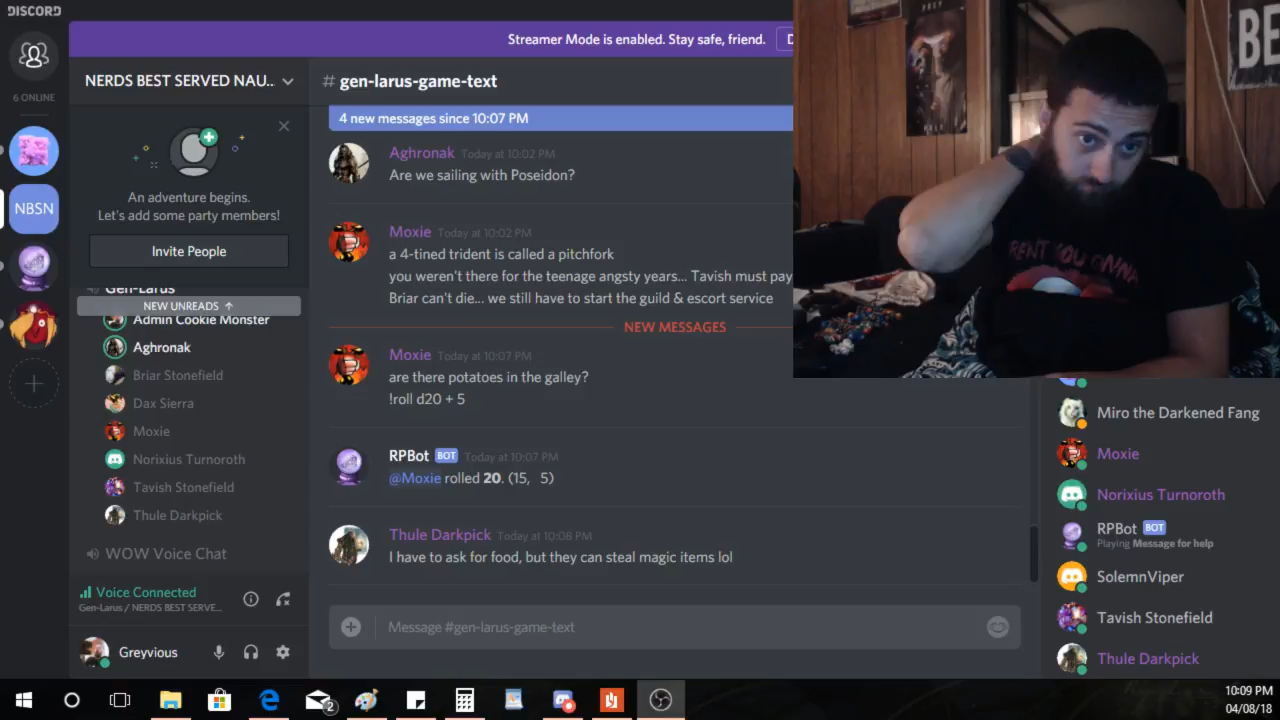 DISCORD
Streamer Mode is enabled. Stay safe, friend.
D
6 ONLINE
NBSN
NERDS BEST SERVED NAU...
An adventure begins.
Let's add some party members!
Invite People
Gen-Larus
NEW UNREADS ↑
Admin Cookie Monster
Aghronak
Briar Stonefield
Dax Sierra
Moxie
Norixius Turnoroth
Tavish Stonefield
Thule Darkpick
WOW Voice Chat
Voice Connected
Gen-Larus / NERDS BEST SERVE...
Greyvious
# gen-larus-game-text
4 new messages since 10:07 PM
Aghronak Today at 10:02 PM
Are we sailing with Poseidon?
Moxie Today at 10:02 PM
a 4-tined trident is called a pitchfork
you weren't there for the teenage angsty years... Tavish must pay
Briar can't die... we still have to start the guild & escort service
NEW MESSAGES
Moxie Today at 10:07 PM
are there potatoes in the galley?
!roll d20 + 5
RPBot BOT Today at 10:07 PM
@Moxie rolled 20. (15, 5)
Thule Darkpick Today at 10:08 PM
I have to ask for food, but they can steal magic items lol
Message #gen-larus-game-text
PREY
BE
Miro the Darkened Fang
Moxie
Norixius Turnoroth
RPBot BOT
Playing Message for help
SolemnViper
Tavish Stonefield
Thule Darkpick
2
10:09 PM
04/08/18